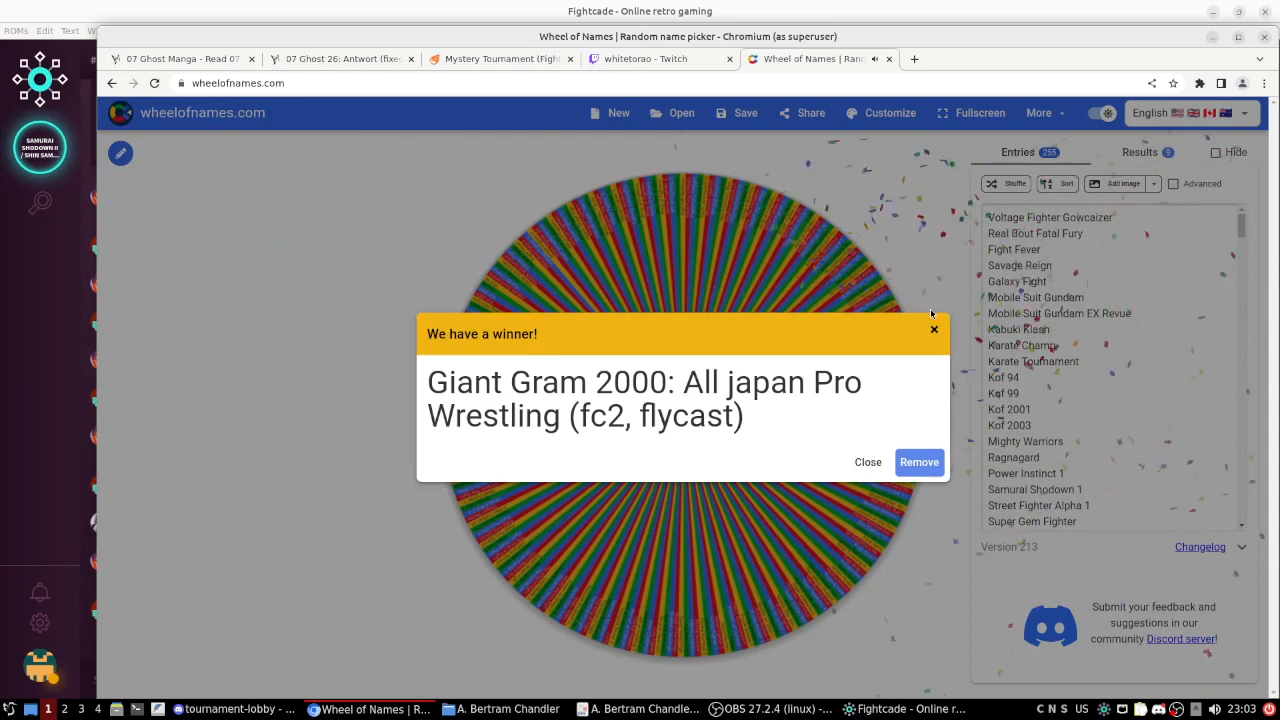 Fightcade - Online retro gaming
ROMs Edit Text
Wheel of Names | Random name picker - Chromium (as superuser)
07 Ghost Manga - Read 07
07 Ghost 26: Antwort (fixe
Mystery Tournament (Fight
whitetorao - Twitch
Wheel of Names | Ran
wheelofnames.com
wheelofnames.com
New
Open
Save
Share
Customize
Fullscreen
More
English
SAMURAI
SHODOWN II
/ SHIN SAM...
Entries 255
Results 9
Hide
Shuffle
Sort
Add image
Advanced
Voltage Fighter Gowcaizer
Real Bout Fatal Fury
Fight Fever
Savage Reign
Galaxy Fight
Mobile Suit Gundam
Mobile Suit Gundam EX Revue
Kabuki Klash
Karate Champ
Karate Tournament
Kof 94
Kof 99
Kof 2001
Kof 2003
Mighty Warriors
Ragnagard
Power Instinct 1
Samurai Shodown 1
Street Fighter Alpha 1
Super Gem Fighter
We have a winner!
Giant Gram 2000: All japan Pro
Wrestling (fc2, flycast)
Close
Remove
Version 213
Changelog
Submit your feedback and
suggestions in our
community Discord server!
1 2 3 4
tournament-lobby - ...
Wheel of Names | R...
A. Bertram Chandler
A. Bertram Chandle...
OBS 27.2.4 (linux) -...
Fightcade - Online r...
C N S
US
23:03